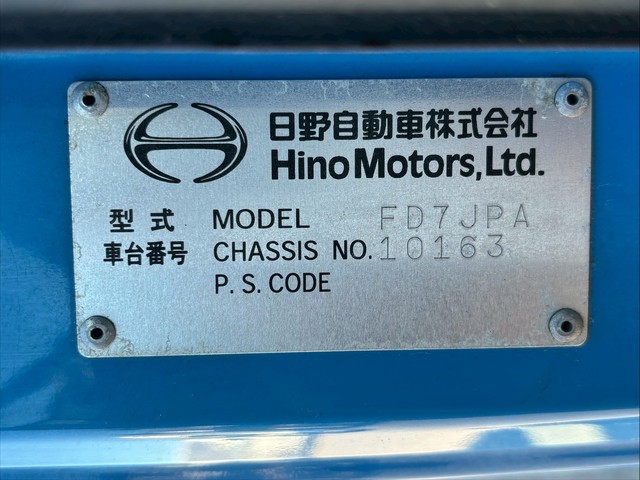 日野自動車株式会社
Hino Motors, Ltd.
型式 MODEL FD7JPA
車台番号 CHASSIS NO. 10163
P. S. CODE